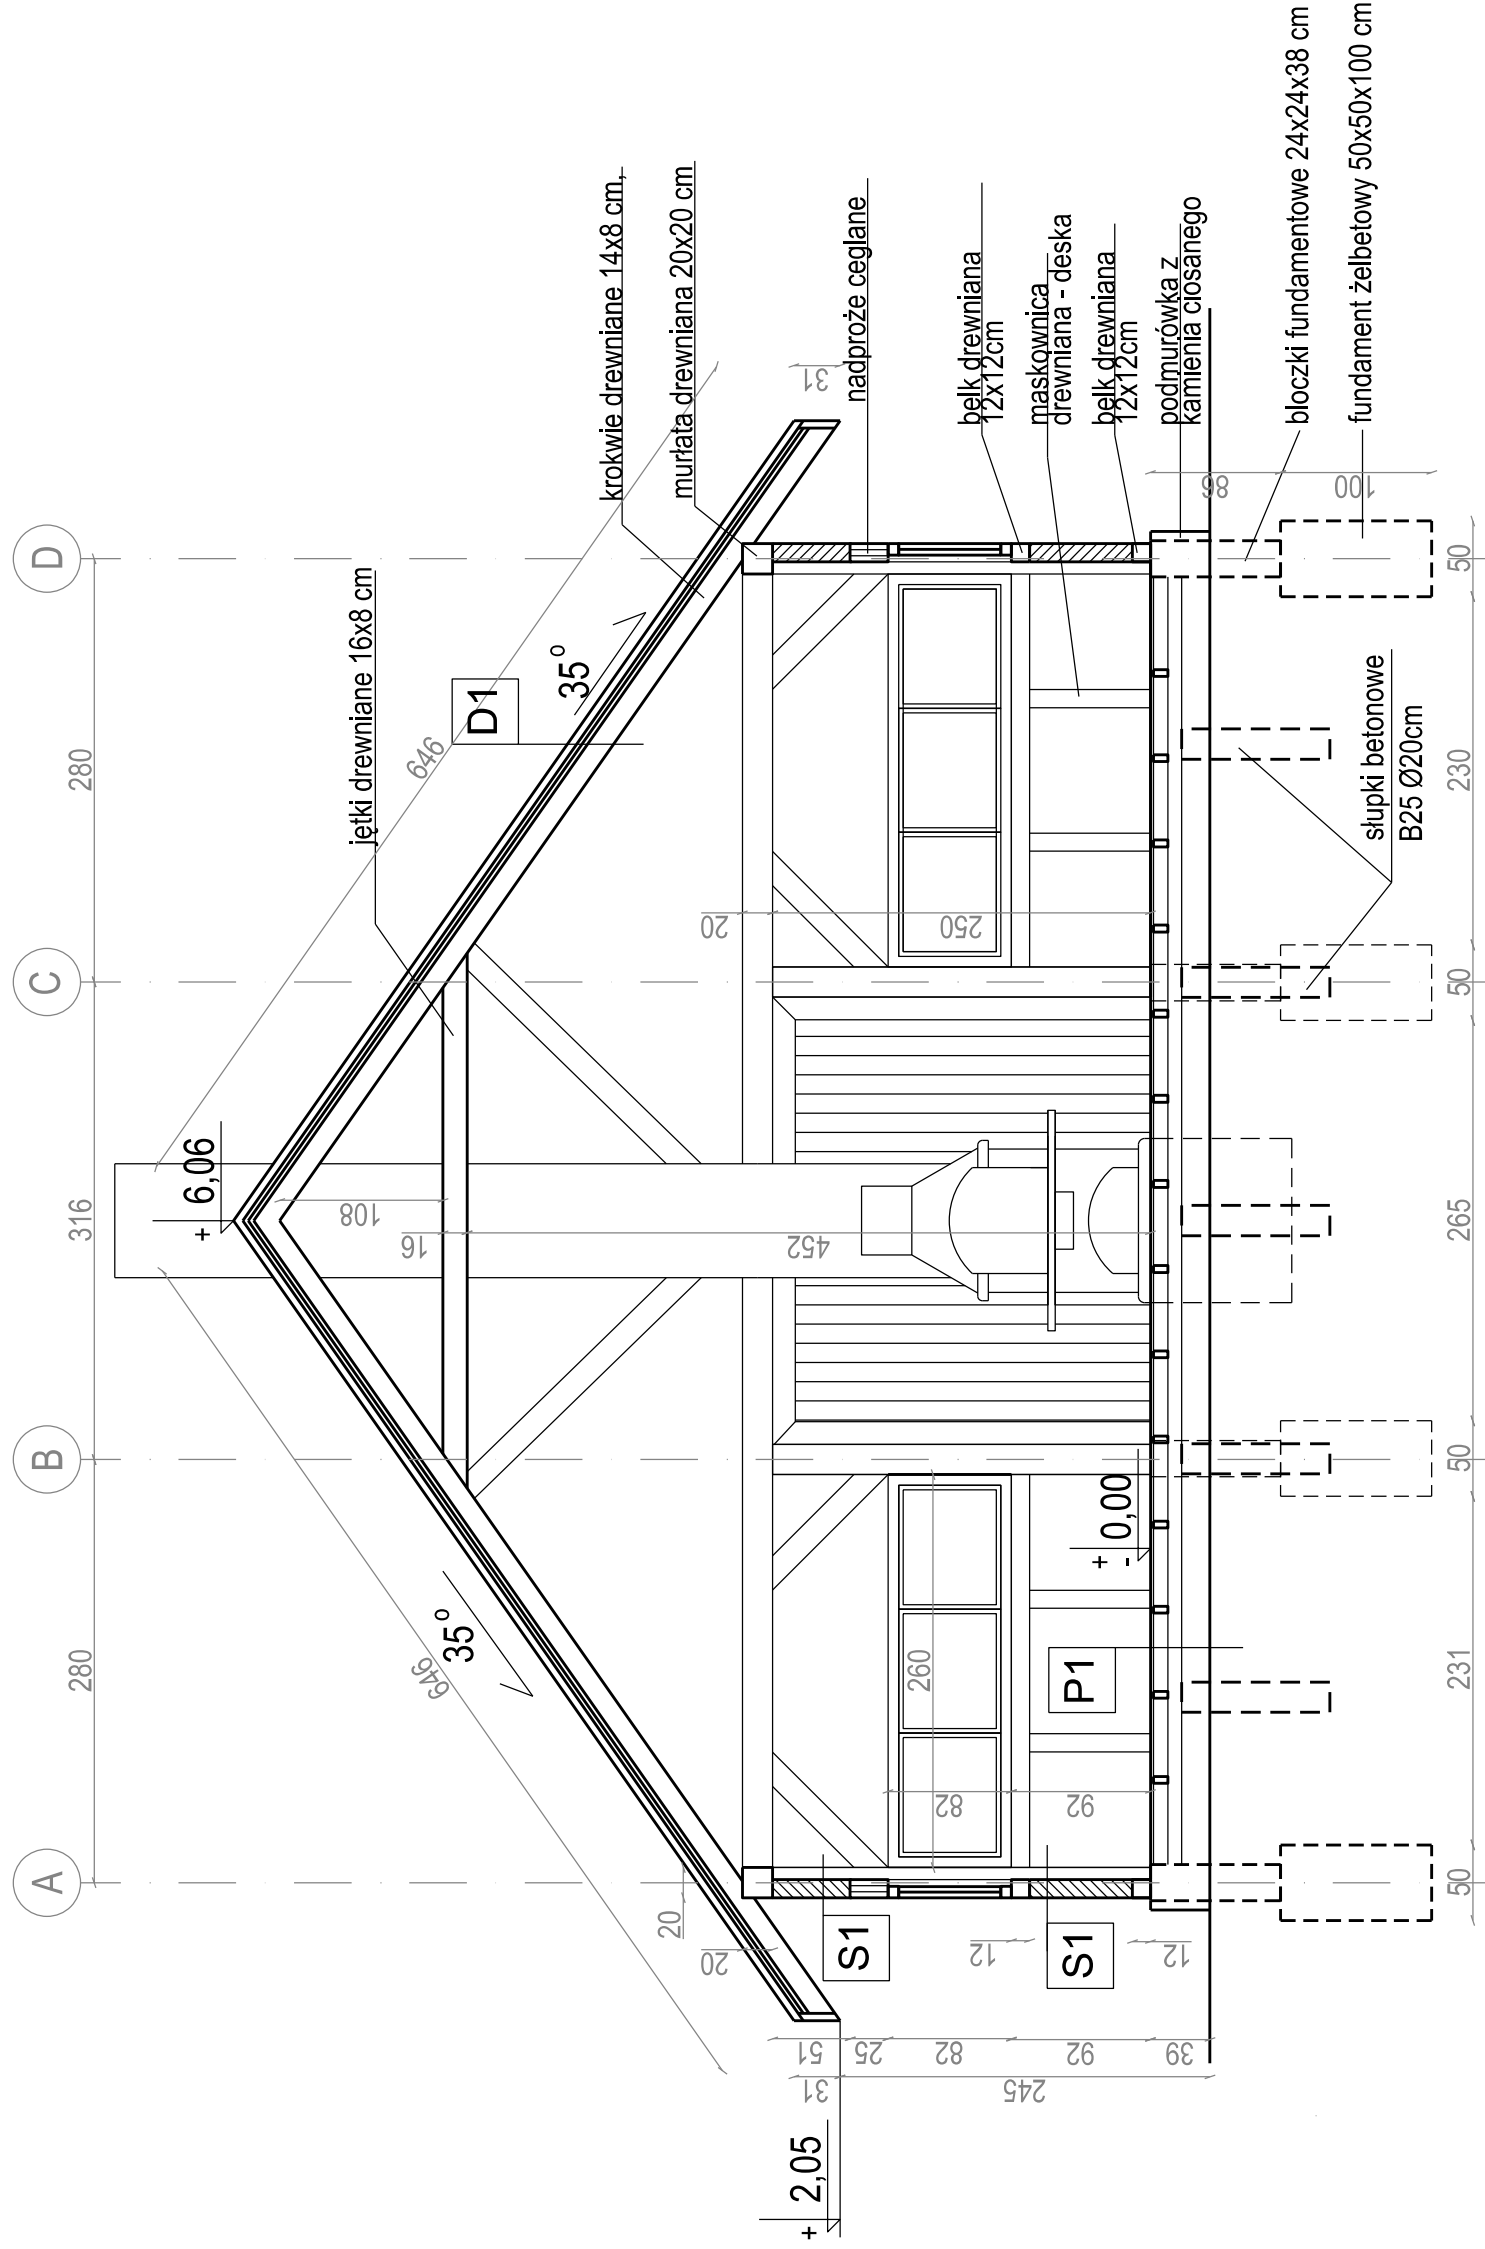 A
B
C
D
280
316
280
jętki drewniane 16x8 cm
krokwie drewniane 14x8 cm,
murłata drewniana 20x20 cm
nadproże ceglane
belk drewniana
12x12cm
maskownica
drewniana - deska
belk drewniana
12x12cm
podmurówka z
kamienia ciosanego
bloczki fundamentowe 24x24x38 cm
fundament żelbetowy 50x50x100 cm
słupki betonowe
B25 Ø20cm
+ 6,06
646
646
35°
35°
D1
108
16
452
20
250
31
86
100
20
20
260
82
92
S1
S1
P1
12
12
+
- 0,00
51
25
82
92
39
31
245
+ 2,05
50
231
50
265
50
230
50